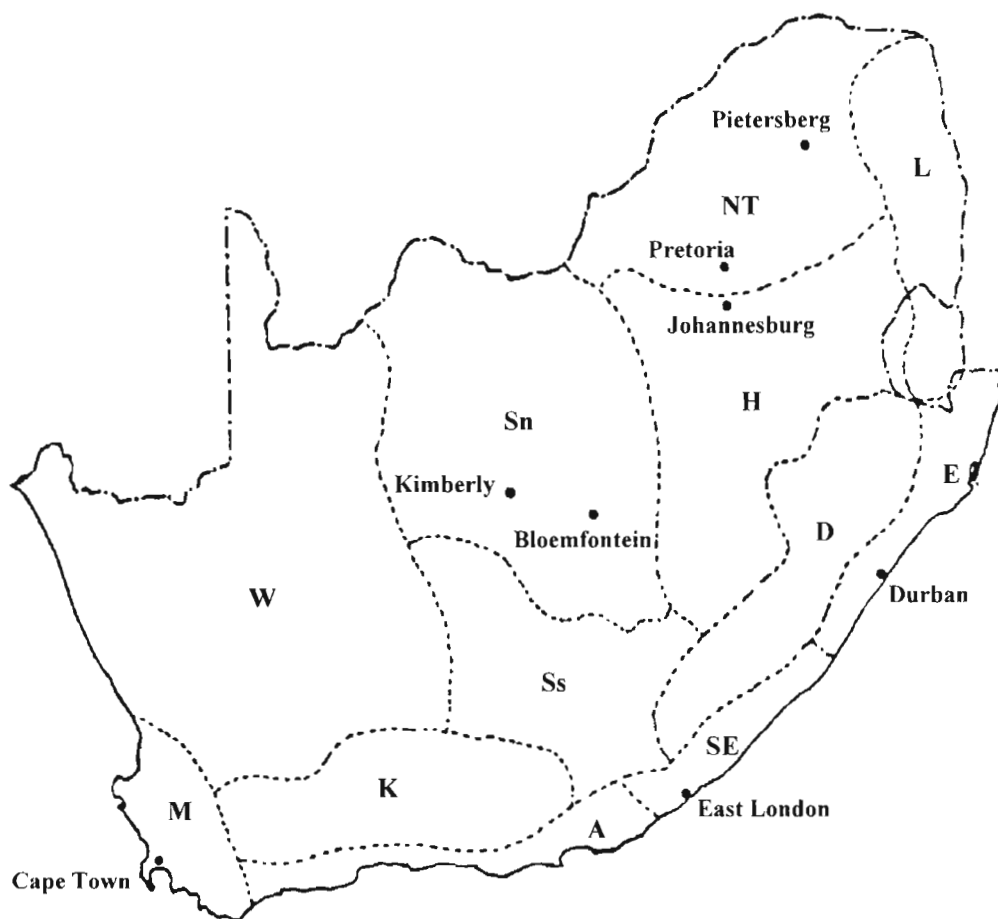 Pietersberg
L
NT
Pretoria
Johannesburg
H
Sn
E
Kimberly
Bloemfontein
D
Durban
W
Ss
SE
K
East London
M
A
Cape Town